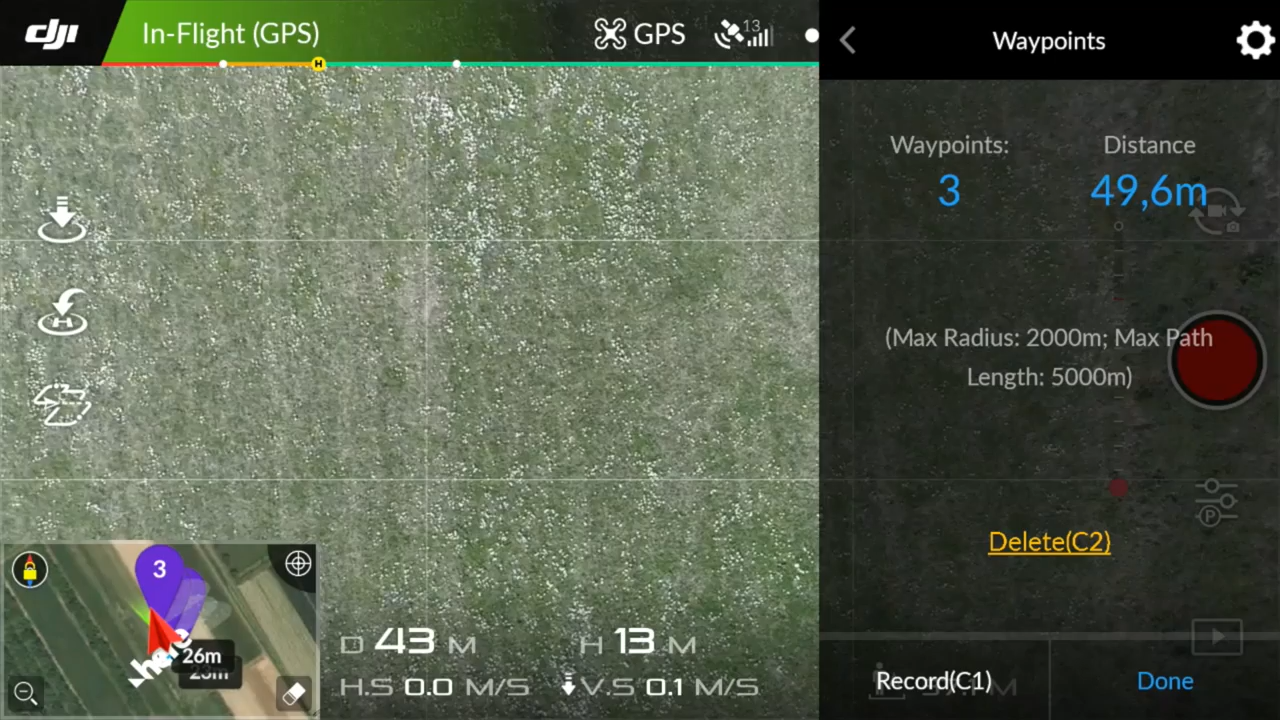 dji In-Flight (GPS) GPS 13
H
Waypoints
Waypoints: Distance
3 49,6m
(Max Radius: 2000m; Max Path
Length: 5000m)
P
Delete(C2)
3
26m
23m
D 43 M H 13 M
H.S 0.0 M/S V.S 0.1 M/S
Record(C1) Done